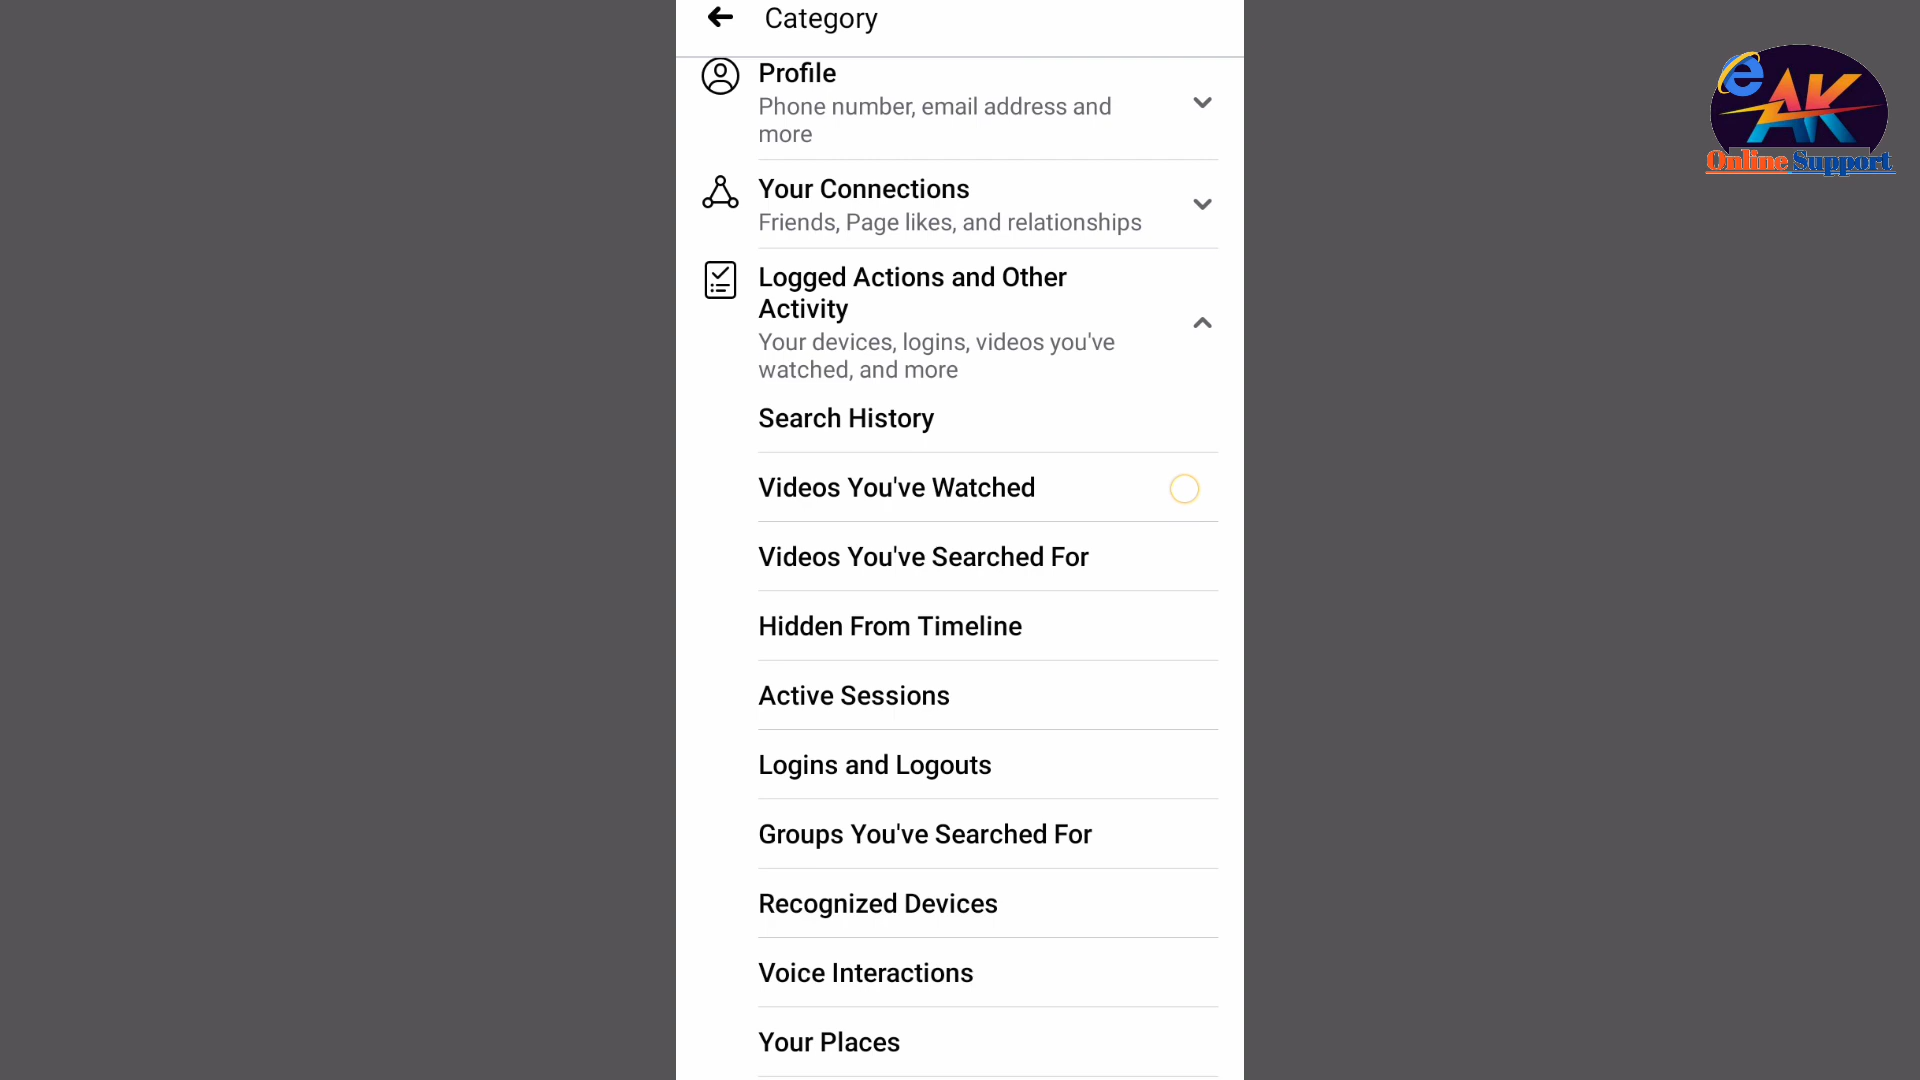 Category
Profile
Phone number, email address and
more
Your Connections
Friends, Page likes, and relationships
Logged Actions and Other
Activity
Your devices, logins, videos you've
watched, and more
Search History
Videos You've Watched
Videos You've Searched For
Hidden From Timeline
Active Sessions
Logins and Logouts
Groups You've Searched For
Recognized Devices
Voice Interactions
Your Places
e AK
Online Support